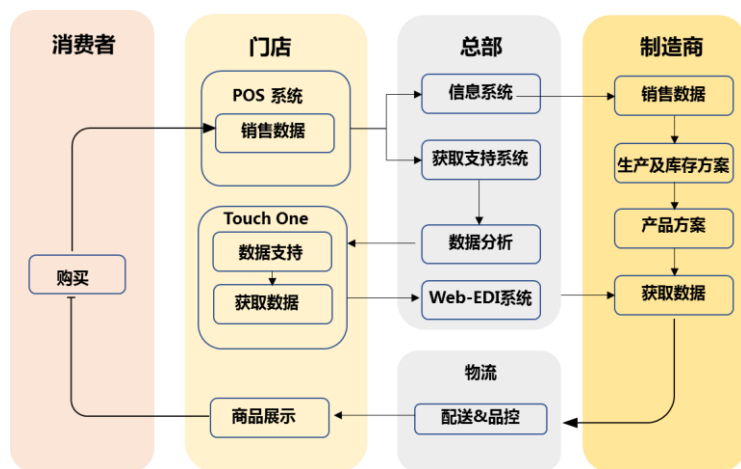 消费者
门店
总部
制造商
POS 系统
销售数据
信息系统
销售数据
获取支持系统
生产及库存方案
Touch One
数据支持
数据分析
产品方案
购买
获取数据
Web-EDI系统
获取数据
物流
商品展示
配送&品控